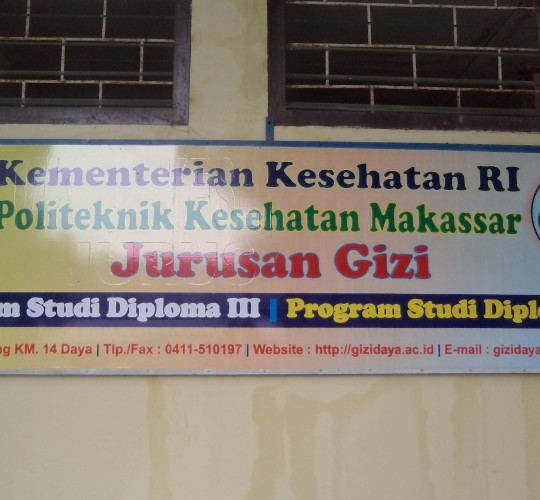 Kementerian Kesehatan RI
Politeknik Kesehatan Makassar
Jurusan Gizi
Studi Diploma III | Program Studi
KM. 14 Daya | Tlp./Fax : 0411-510197 | Website : http://gizidaya.ac.id | E-mail :